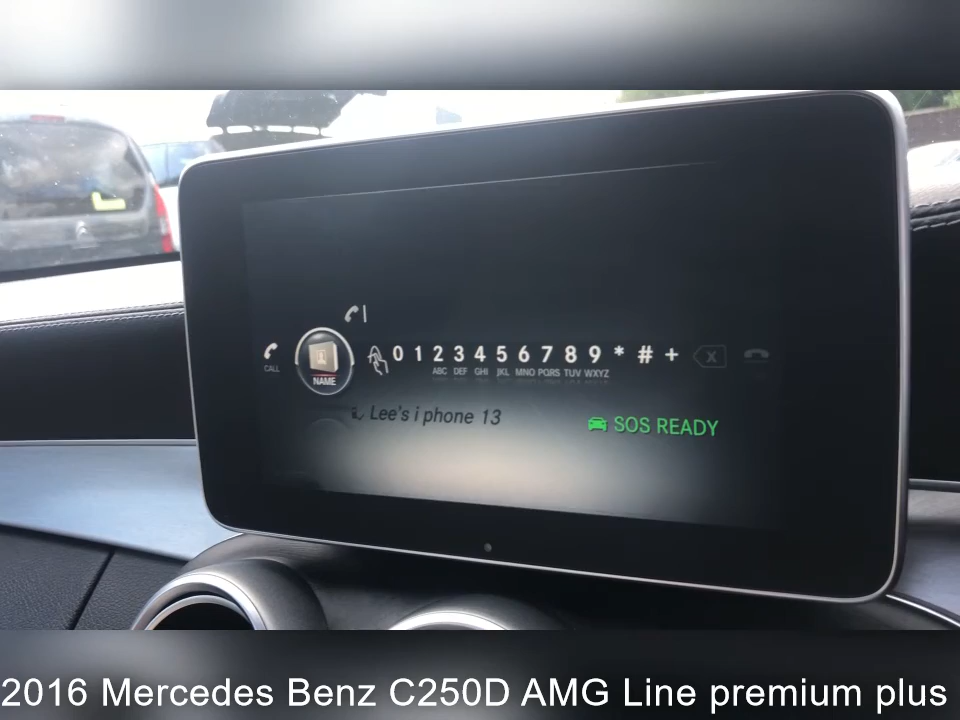 CALL
NAME
0 1 2 3 4 5 6 7 8 9 * # + X
ABC DEF GHI JKL MNO PQRS TUV WXYZ
Lee's i phone 13
SOS READY
2016 Mercedes Benz C250D AMG Line premium plus